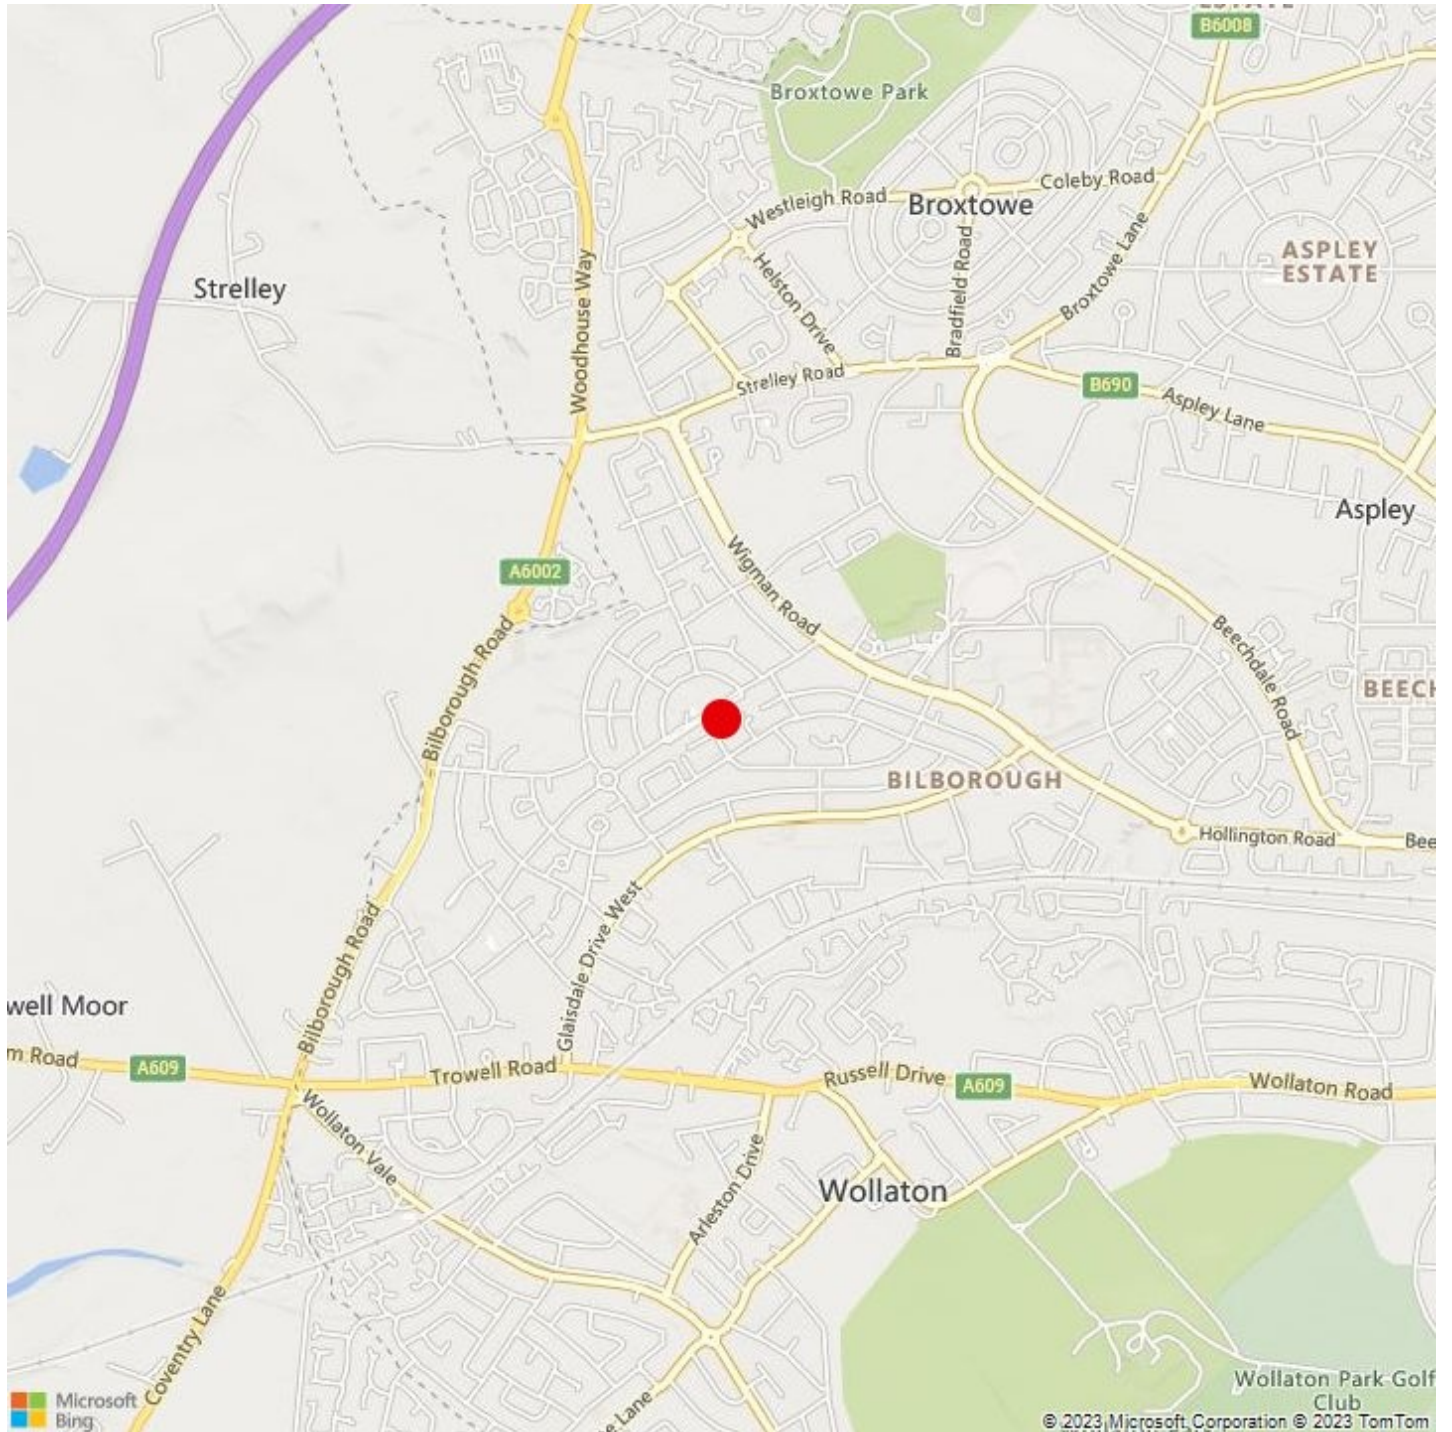 B6008
Broxtowe Park
Coleby Road
Westleigh Road
Broxtowe
ASPLEY
ESTATE
Strelley
Woodhouse Way
Helston Drive
Bradfield Road
Broxtowe Lane
Strelley Road
B690
Aspley Lane
Aspley
A6002
Wigman Road
Bilborough Road
Beechdale Road
BEECH
BILBOROUGH
Hollington Road
Bee
Glaisdale Drive West
Bilborough Road
well Moor
m Road
A609
Trowell Road
Russell Drive
A609
Wollaton Road
Wollaton Vale
Arleston Drive
Wollaton
Coventry Lane
e Lane
Wollaton Park Golf
Club
Microsoft
Bing
© 2023 Microsoft Corporation © 2023 TomTom